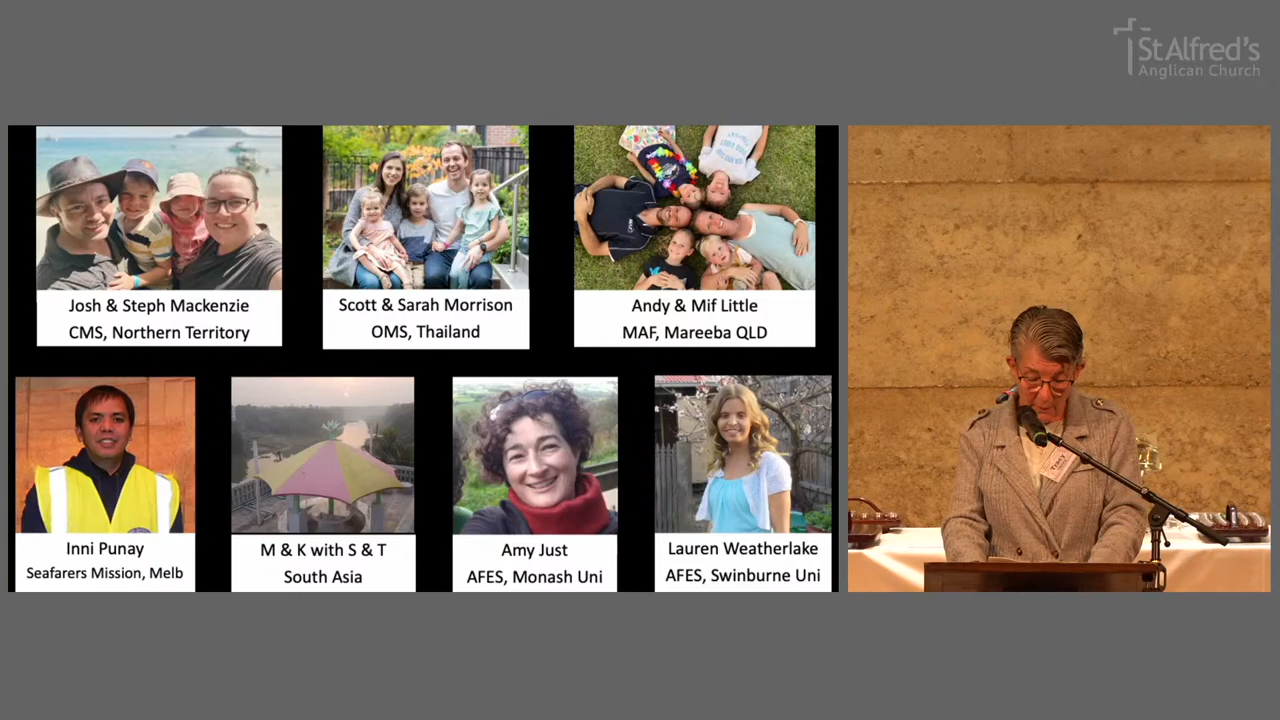 St Alfred's
Anglican Church
Josh & Steph Mackenzie
CMS, Northern Territory
Scott & Sarah Morrison
OMS, Thailand
Andy & Mif Little
MAF, Mareeba QLD
Inni Punay
Seafarers Mission, Melb
M & K with S & T
South Asia
Amy Just
AFES, Monash Uni
Lauren Weatherlake
AFES, Swinburne Uni
Tracy